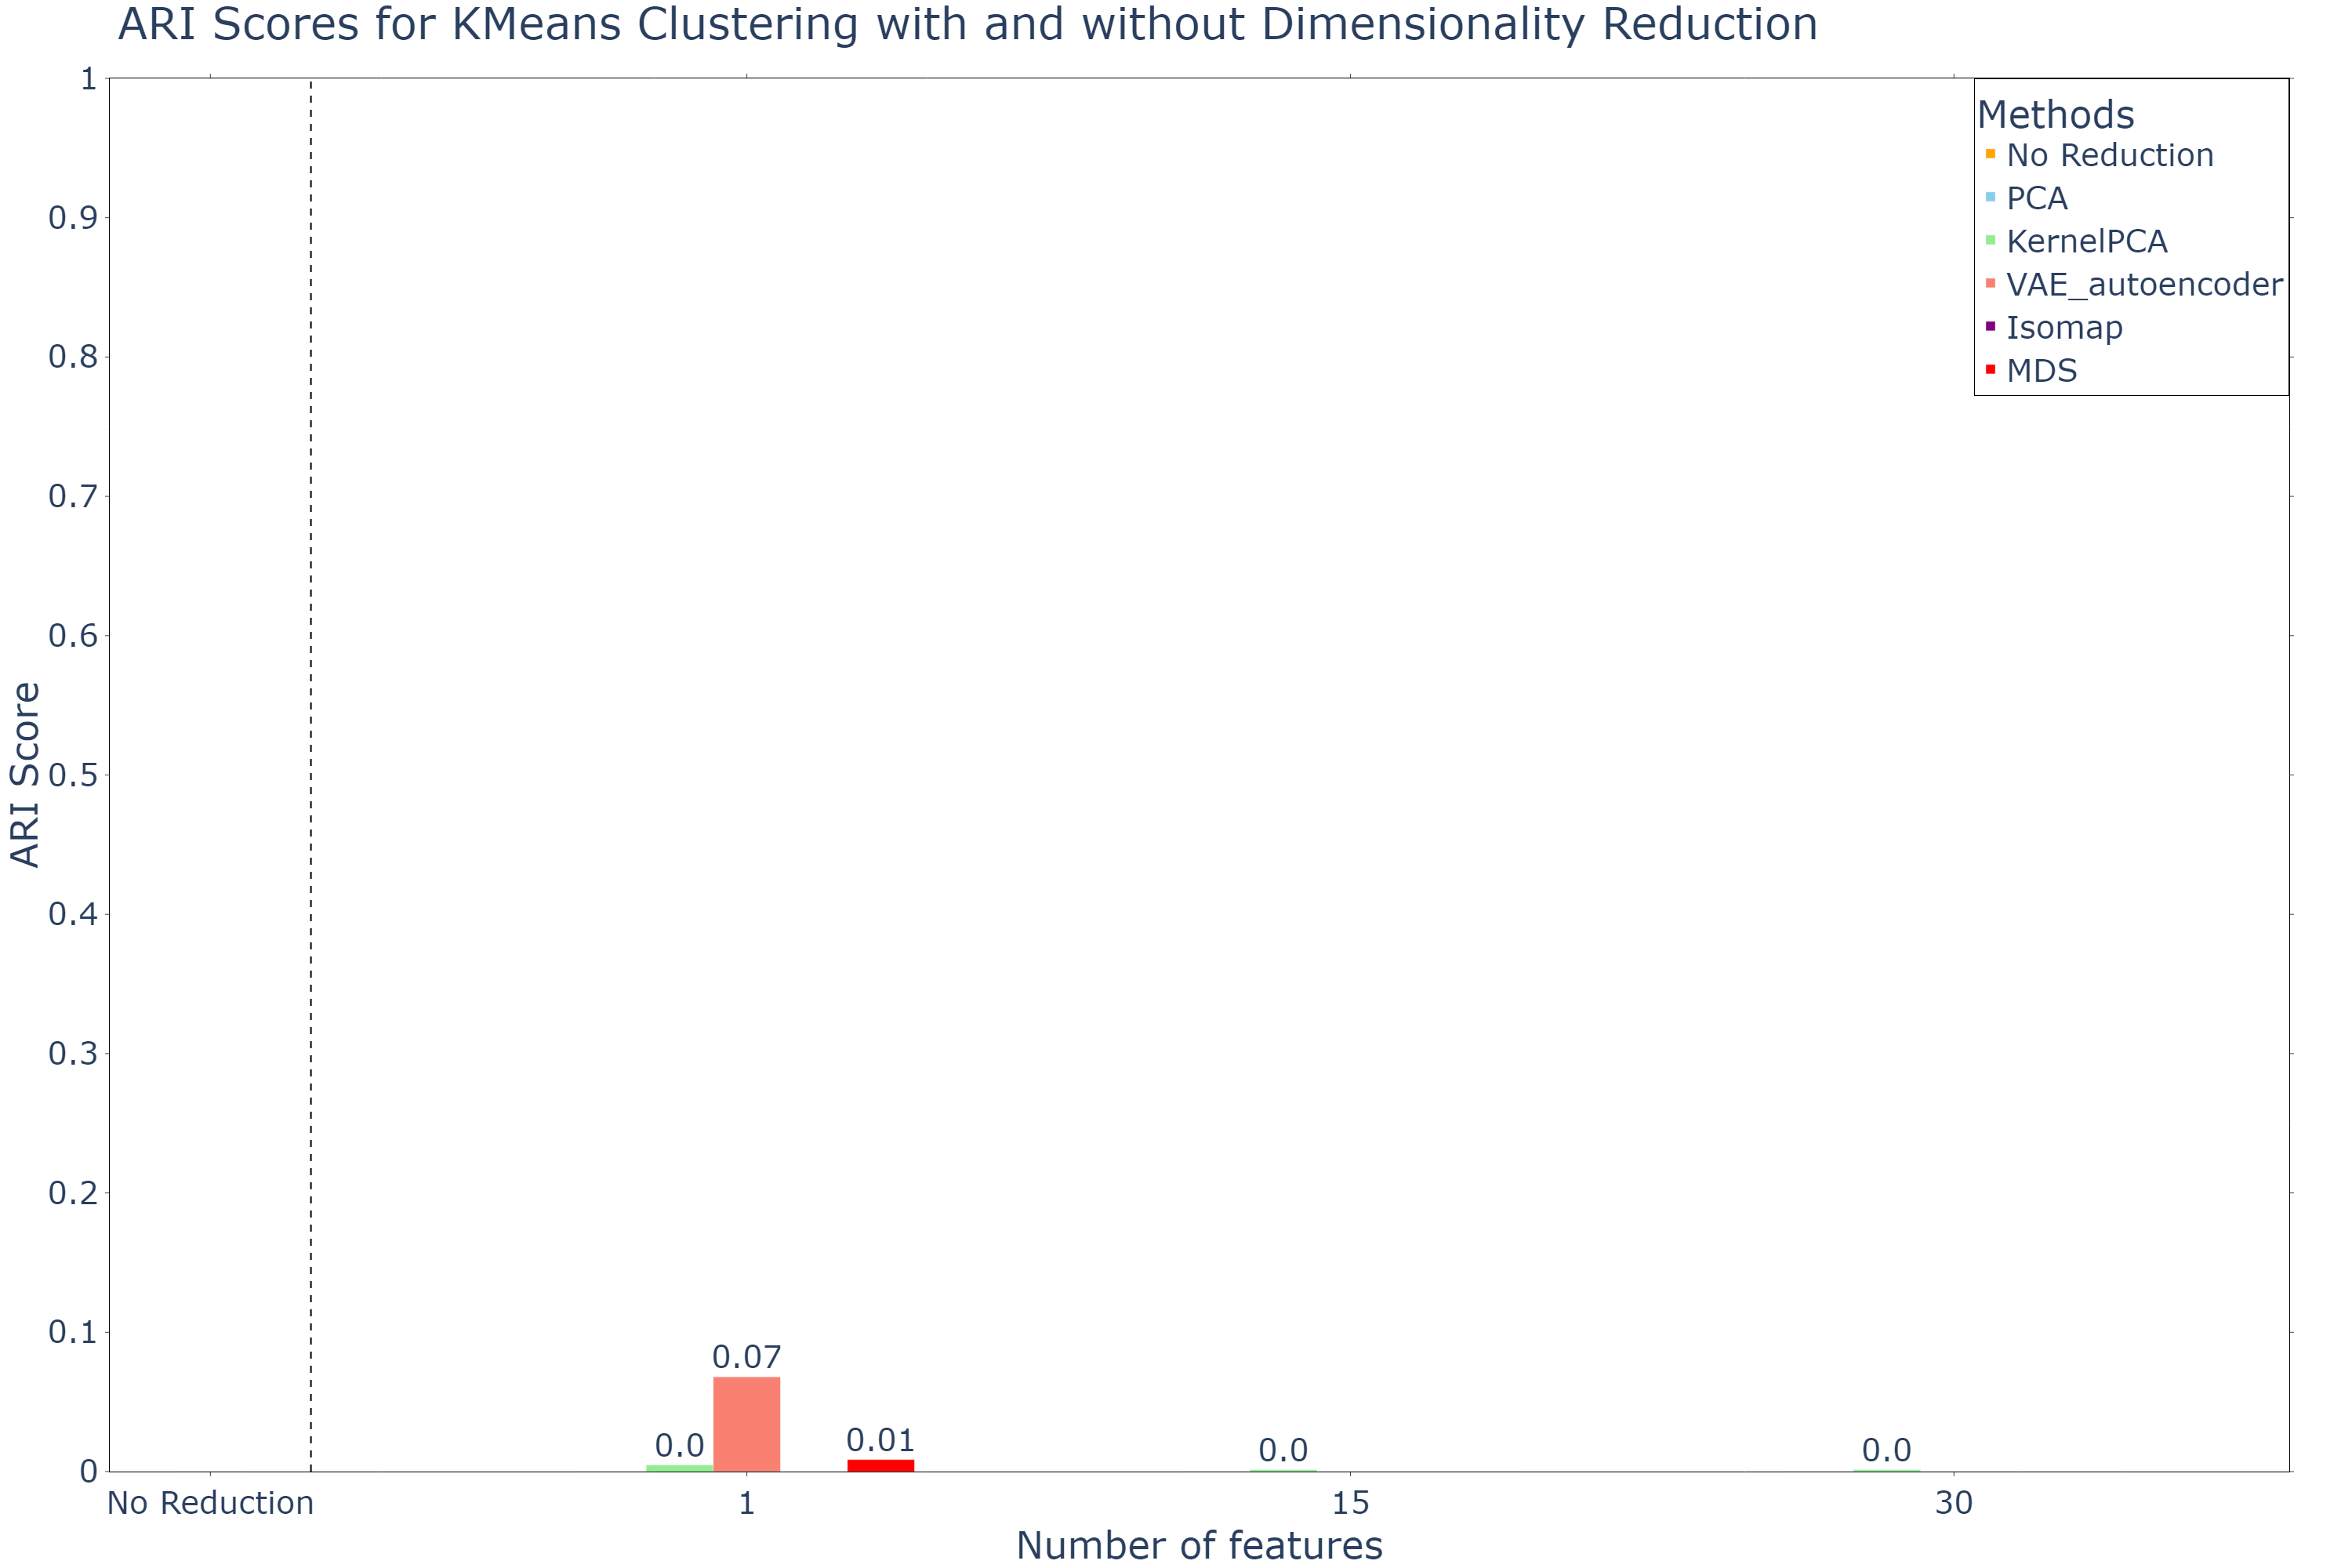 ARI Scores for KMeans Clustering with and without Dimensionality Reduction
1
0.9
0.8
0.7
0.6
0.5
0.4
0.3
0.2
0.1
0
ARI Score
Methods
No Reduction
PCA
KernelPCA
VAE_autoencoder
Isomap
MDS
0.0
0.07
0.01
0.0
0.0
No Reduction
1
15
30
Number of features